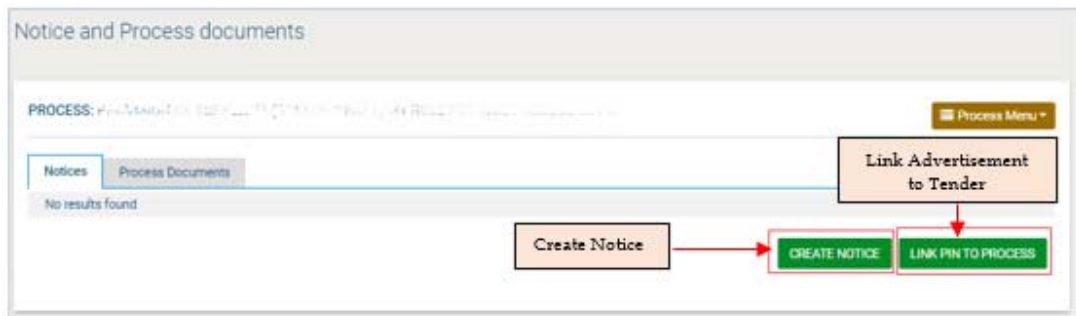 Notice and Process documents
PROCESS:
Process Menu
Notices
Process Documents
Link Advertisement
to Tender
No results found
Create Notice
CREATE NOTICE
LINK PIN TO PROCESS